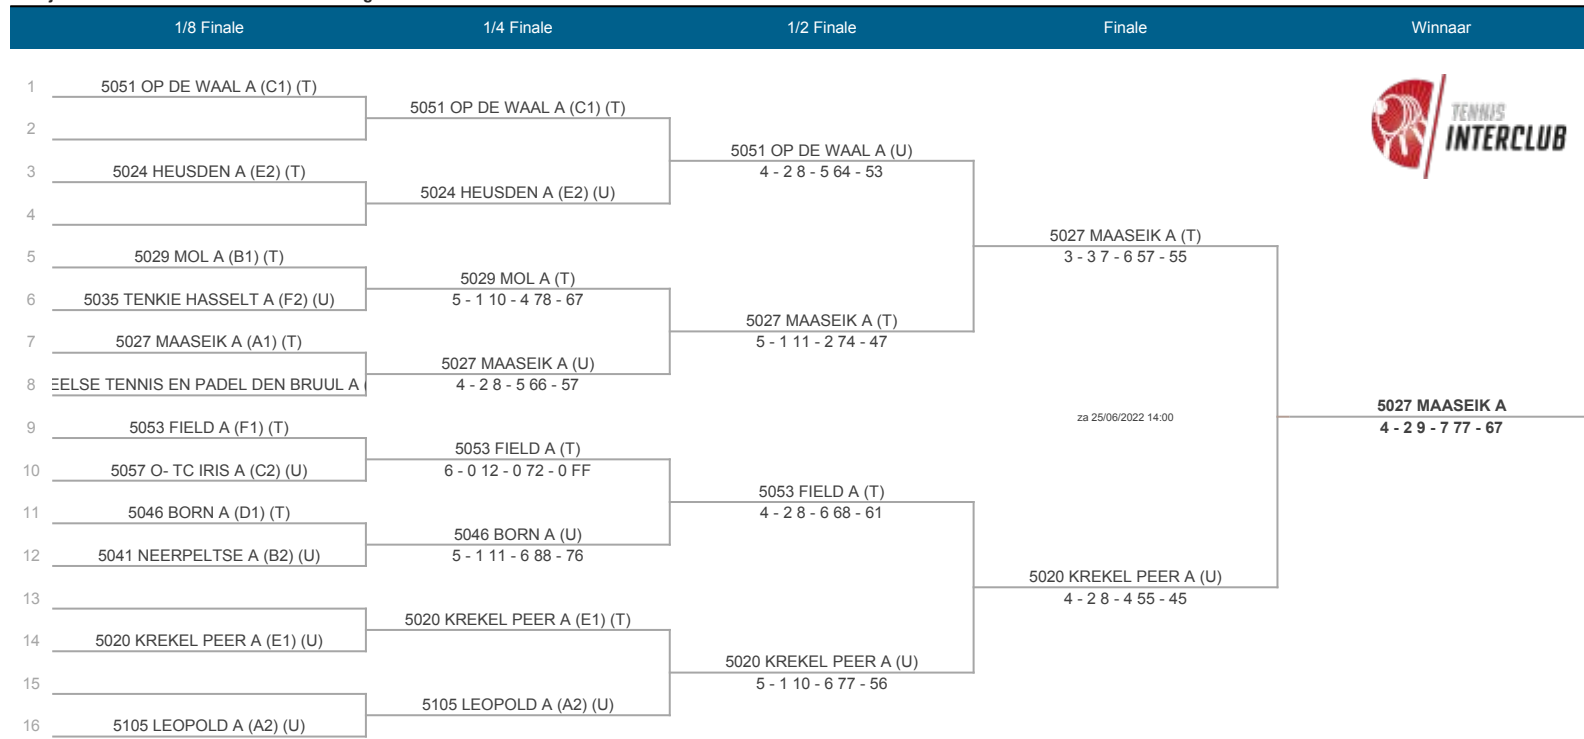 1/8 Finale 1/4 Finale 1/2 Finale Finale Winnaar
1 5051 OP DE WAAL A (C1) (T)
5051 OP DE WAAL A (C1) (T)
2
5051 OP DE WAAL A (U)
4 - 2 8 - 5 64 - 53
3 5024 HEUSDEN A (E2) (T)
5024 HEUSDEN A (E2) (U)
4
5027 MAASEIK A (T)
3 - 3 7 - 6 57 - 55
5 5029 MOL A (B1) (T)
5029 MOL A (T)
5 - 1 10 - 4 78 - 67
6 5035 TENKIE HASSELT A (F2) (U)
5027 MAASEIK A (T)
5 - 1 11 - 2 74 - 47
7 5027 MAASEIK A (A1) (T)
5027 MAASEIK A (U)
4 - 2 8 - 5 66 - 57
8 EELSE TENNIS EN PADEL DEN BRUUL A (
5027 MAASEIK A
4 - 2 9 - 7 77 - 67
za 25/06/2022 14:00
9 5053 FIELD A (F1) (T)
5053 FIELD A (T)
6 - 0 12 - 0 72 - 0 FF
10 5057 O- TC IRIS A (C2) (U)
5053 FIELD A (T)
4 - 2 8 - 6 68 - 61
11 5046 BORN A (D1) (T)
5046 BORN A (U)
5 - 1 11 - 6 88 - 76
12 5041 NEERPELTSE A (B2) (U)
5020 KREKEL PEER A (U)
4 - 2 8 - 4 55 - 45
13
5020 KREKEL PEER A (E1) (T)
14 5020 KREKEL PEER A (E1) (U)
5020 KREKEL PEER A (U)
5 - 1 10 - 6 77 - 56
15
5105 LEOPOLD A (A2) (U)
16 5105 LEOPOLD A (A2) (U)
TENNIS
INTERCLUB